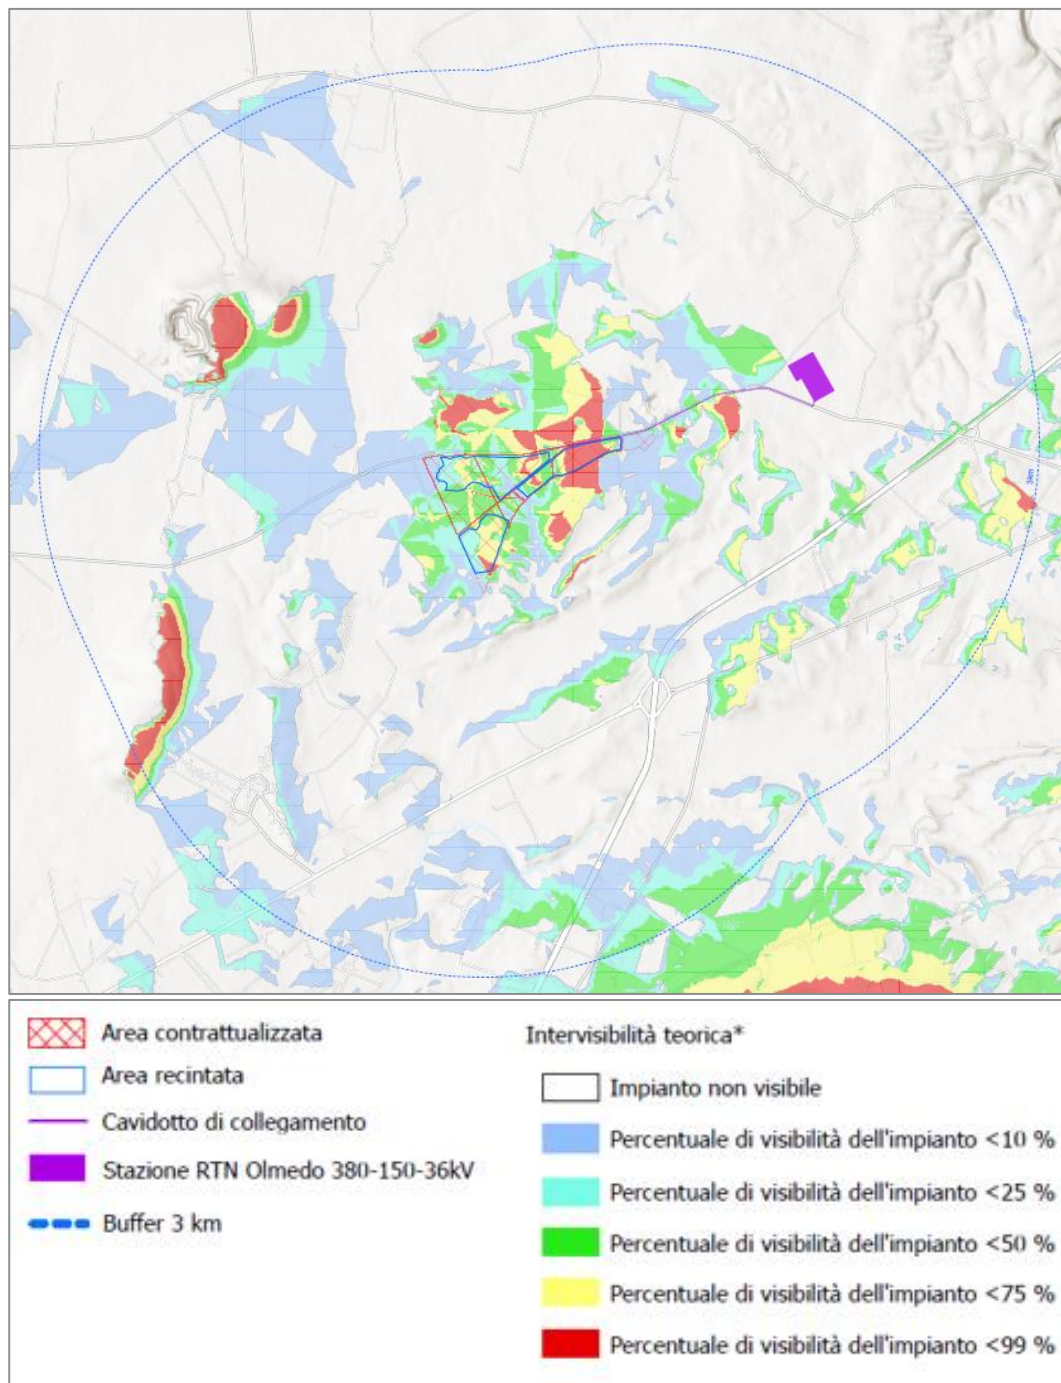 3km
Area contrattualizzata
Area recintata
Cavidotto di collegamento
Stazione RTN Olmedo 380-150-36kV
Buffer 3 km
Intervisibilità teorica*
Impianto non visibile
Percentuale di visibilità dell'impianto <10 %
Percentuale di visibilità dell'impianto <25 %
Percentuale di visibilità dell'impianto <50 %
Percentuale di visibilità dell'impianto <75 %
Percentuale di visibilità dell'impianto <99 %